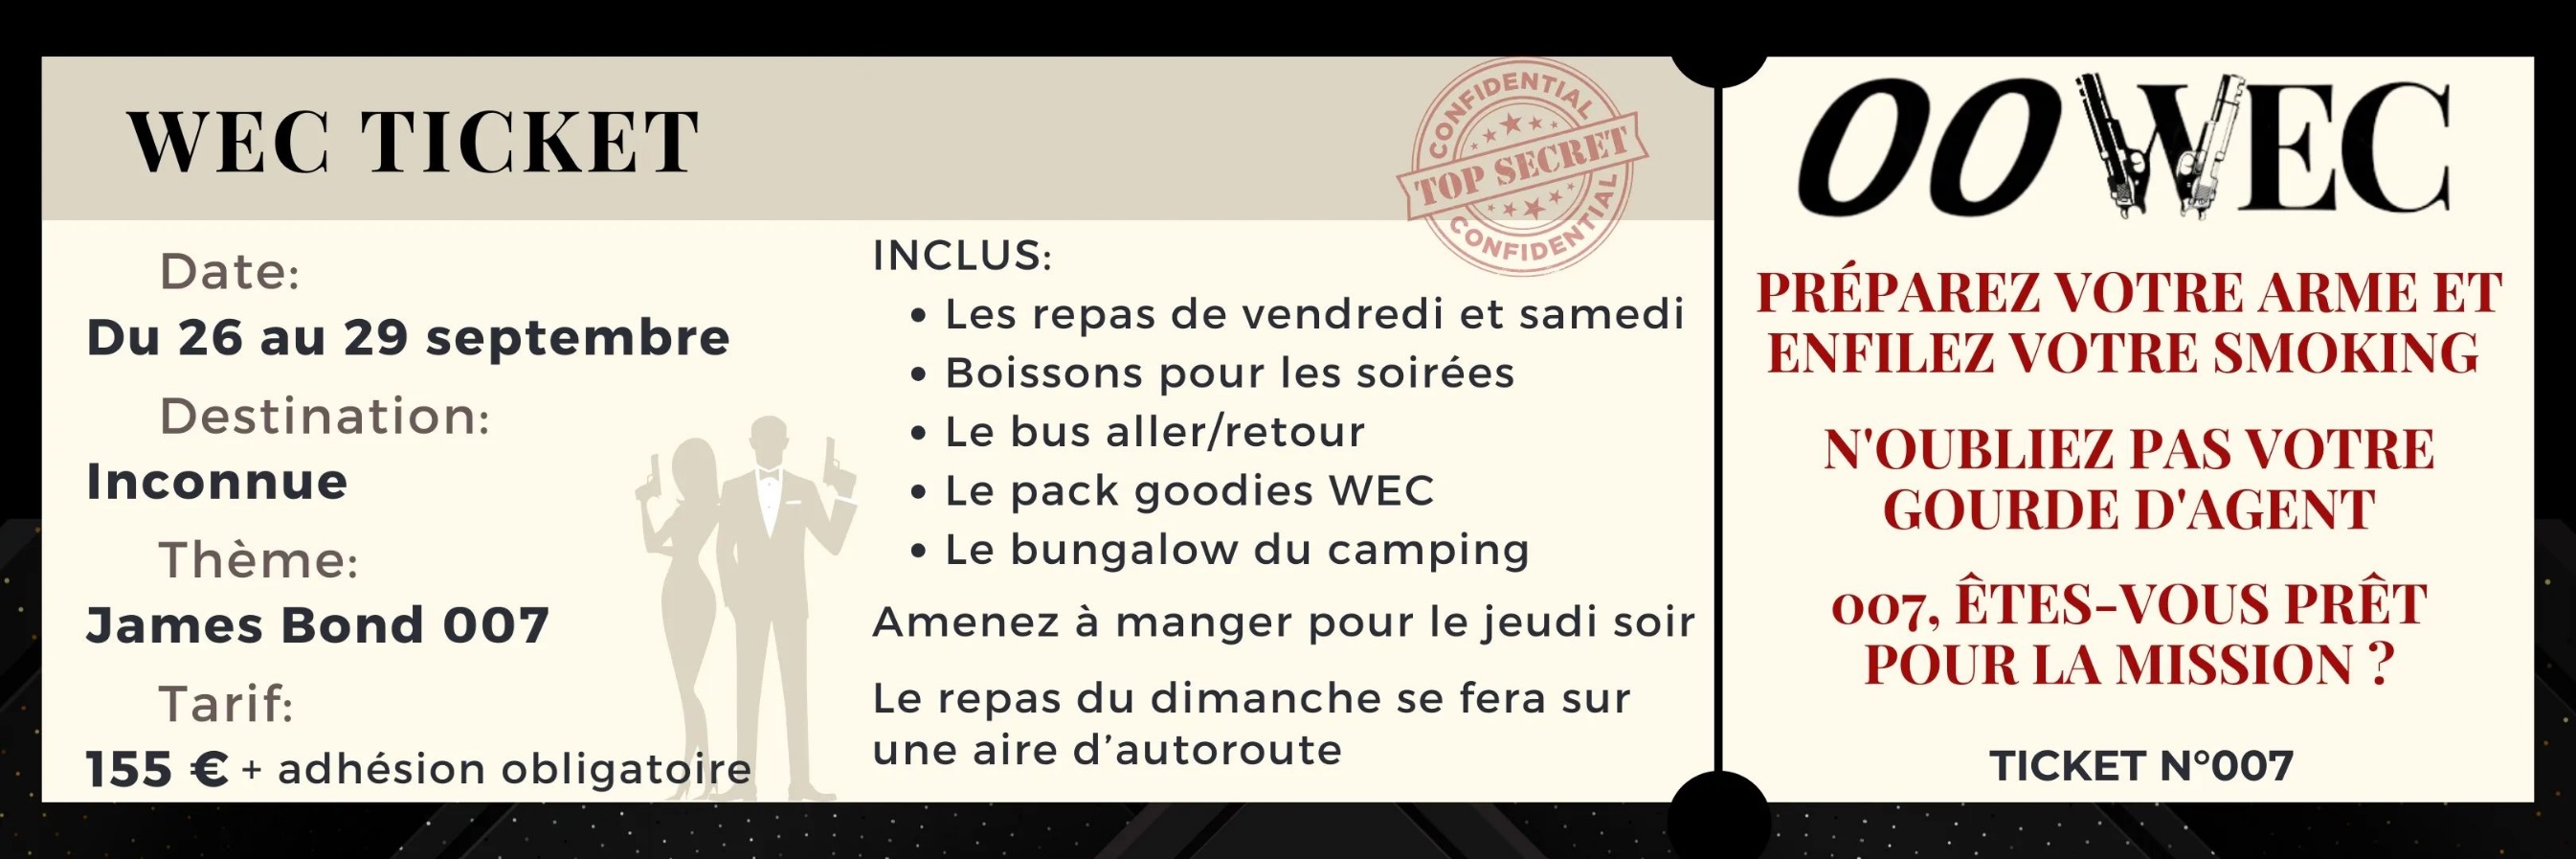 WEC TICKET
CONFIDENTIAL
TOP SECRET
CONFIDENTIAL
Date:
Du 26 au 29 septembre
Destination:
Inconnue
Thème:
James Bond 007
Tarif:
155 € + adhésion obligatoire
INCLUS:
• Les repas de vendredi et samedi
• Boissons pour les soirées
• Le bus aller/retour
• Le pack goodies WEC
• Le bungalow du camping
Amenez à manger pour le jeudi soir
Le repas du dimanche se fera sur
une aire d’autoroute
00WEC
PRÉPAREZ VOTRE ARME ET
ENFILEZ VOTRE SMOKING
N'OUBLIEZ PAS VOTRE
GOURDE D'AGENT
007, ÊTES-VOUS PRÊT
POUR LA MISSION ?
TICKET N°007